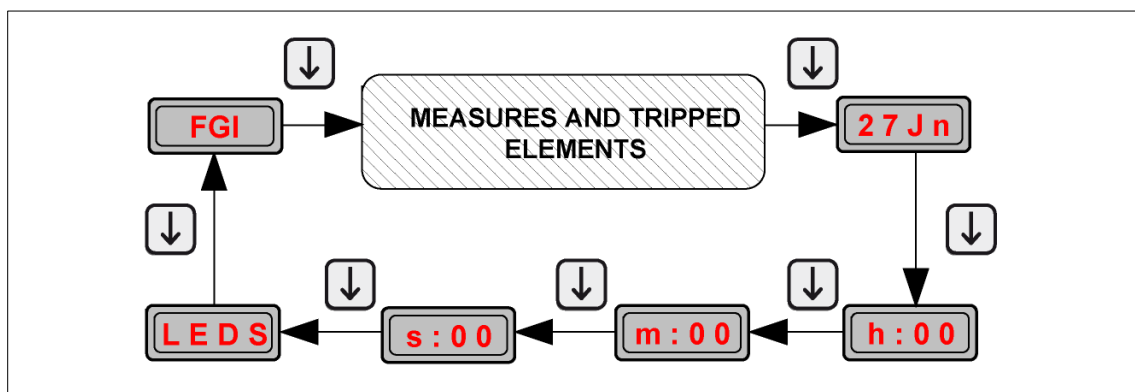 FGI
MEASURES AND TRIPPED
ELEMENTS
27Jn
LEDS
s:00
m:00
h:00